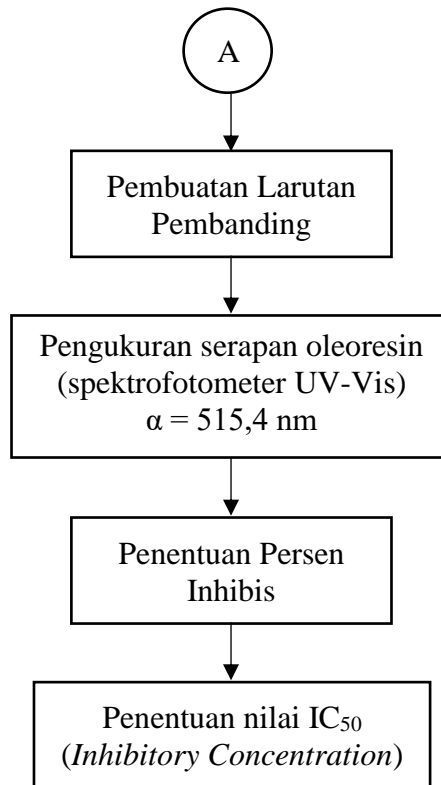 A
Pembuatan Larutan
Pembanding
Pengukuran serapan oleoresin
(spektrofotometer UV-Vis)
α = 515,4 nm
Penentuan Persen
Inhibis
Penentuan nilai IC₅₀
(Inhibitory Concentration)